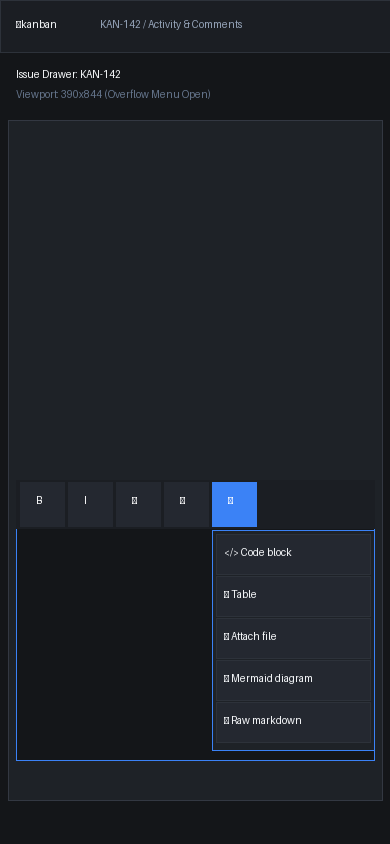 kanban
KAN-142 / Activity & Comments
Issue Drawer: KAN-142
Viewport: 390x844 (Overflow Menu Open)
B I
</> Code block
Table
Attach file
Mermaid diagram
Raw markdown